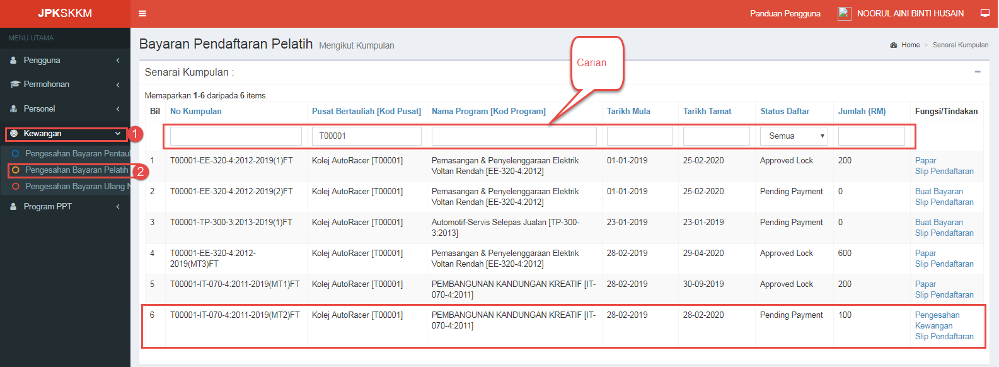 JPKSKKM
Panduan Pengguna NOORUL AINI BINTI HUSAIN
MENU UTAMA
Pengguna
Permohonan
Personel
Kewangan 1
Pengesahan Bayaran Pentaul
Pengesahan Bayaran Pelatih 2
Pengesahan Bayaran Ulang N
Program PPT
Bayaran Pendaftaran Pelatih Mengikut Kumpulan
Home > Senarai Kumpulan
Carian
Senarai Kumpulan :
Memaparkan 1-6 daripada 6 items.
Bil No Kumpulan Pusat Bertauliah [Kod Pusat] Nama Program [Kod Program] Tarikh Mula Tarikh Tamat Status Daftar Jumlah (RM) Fungsi/Tindakan
T00001 Semua
1 T00001-EE-320-4:2012-2019(1)FT Kolej AutoRacer [T00001] Pemasangan & Penyelenggaraan Elektrik 01-01-2019 25-02-2020 Approved Lock 200 Papar
Voltan Rendah [EE-320-4:2012] Slip Pendaftaran
2 T00001-EE-320-4:2012-2019(2)FT Kolej AutoRacer [T00001] Pemasangan & Penyelenggaraan Elektrik 01-01-2019 25-02-2020 Pending Payment 0 Buat Bayaran
Voltan Rendah [EE-320-4:2012] Slip Pendaftaran
3 T00001-TP-300-3:2013-2019(1)FT Kolej AutoRacer [T00001] Automotif-Servis Selepas Jualan [TP-300- 23-01-2019 23-01-2019 Pending Payment 0 Buat Bayaran
3:2013] Slip Pendaftaran
4 T00001-EE-320-4:2012- Kolej AutoRacer [T00001] Pemasangan & Penyelenggaraan Elektrik 28-02-2019 29-04-2020 Approved Lock 600 Papar
2019(MT3)FT Voltan Rendah [EE-320-4:2012] Slip Pendaftaran
5 T00001-IT-070-4:2011-2019(MT1)FT Kolej AutoRacer [T00001] PEMBANGUNAN KANDUNGAN KREATIF [IT- 28-02-2019 30-09-2019 Approved Lock 200 Papar
070-4:2011] Slip Pendaftaran
6 T00001-IT-070-4:2011-2019(MT2)FT Kolej AutoRacer [T00001] PEMBANGUNAN KANDUNGAN KREATIF [IT- 28-02-2019 28-02-2020 Pending Payment 100 Pengesahan
070-4:2011] Kewangan
Slip Pendaftaran